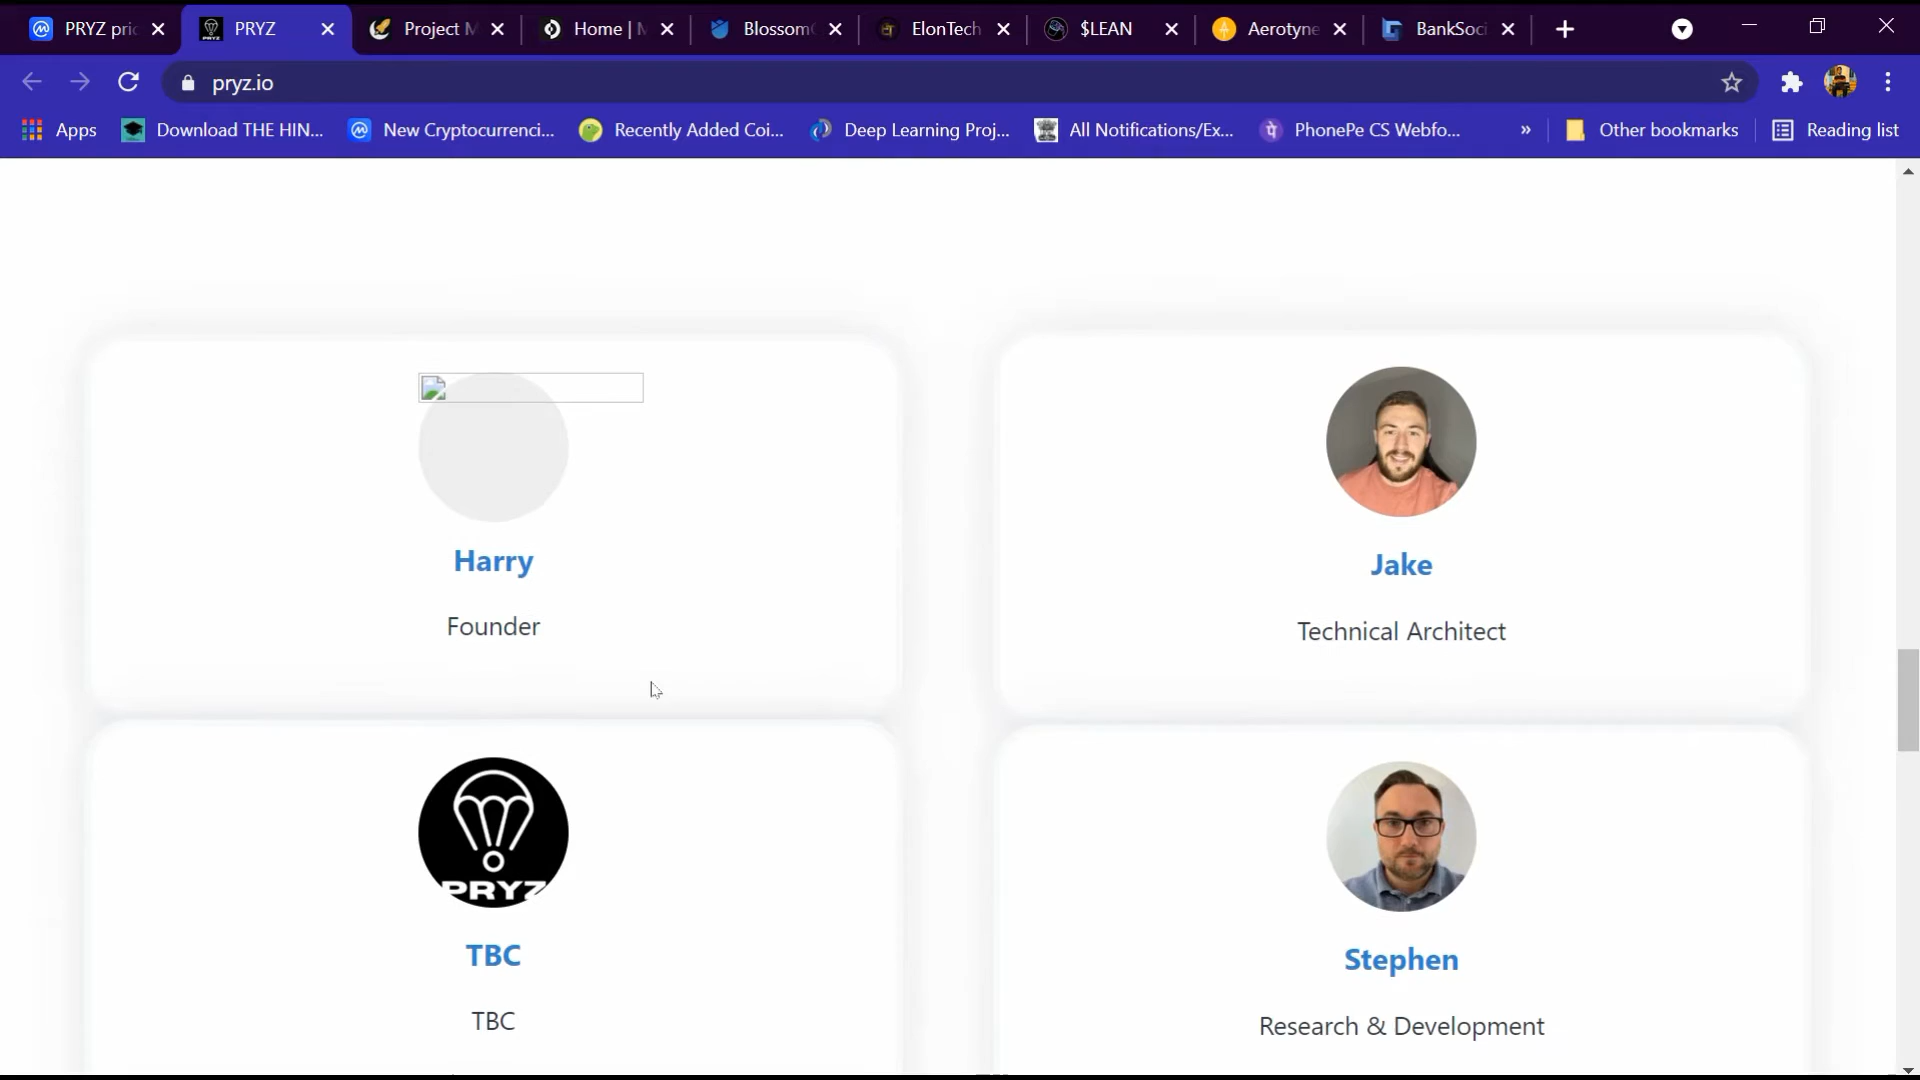 PRYZ pric
PRYZ
Project M
Home | M
BlossomC
ElonTech
$LEAN
Aerotyne
BankSoci
pryz.io
Apps
Download THE HIN...
New Cryptocurrenci...
Recently Added Coi...
Deep Learning Proj...
All Notifications/Ex...
PhonePe CS Webfo...
»
Other bookmarks
Reading list
Harry
Founder
Jake
Technical Architect
PRYZ
TBC
TBC
Stephen
Research & Development